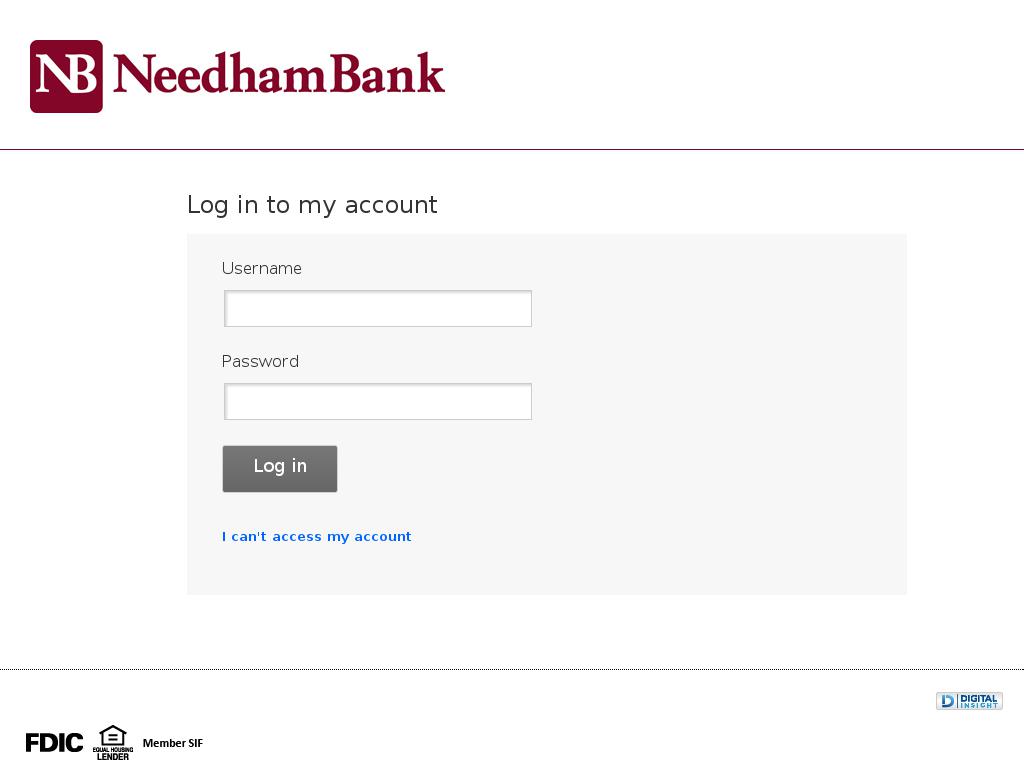 NB NeedhamBank
Log in to my account
Username
Password
Log in
I can't access my account
DIGITAL
INSIGHT
FDIC
EQUAL HOUSING
LENDER
Member SIF